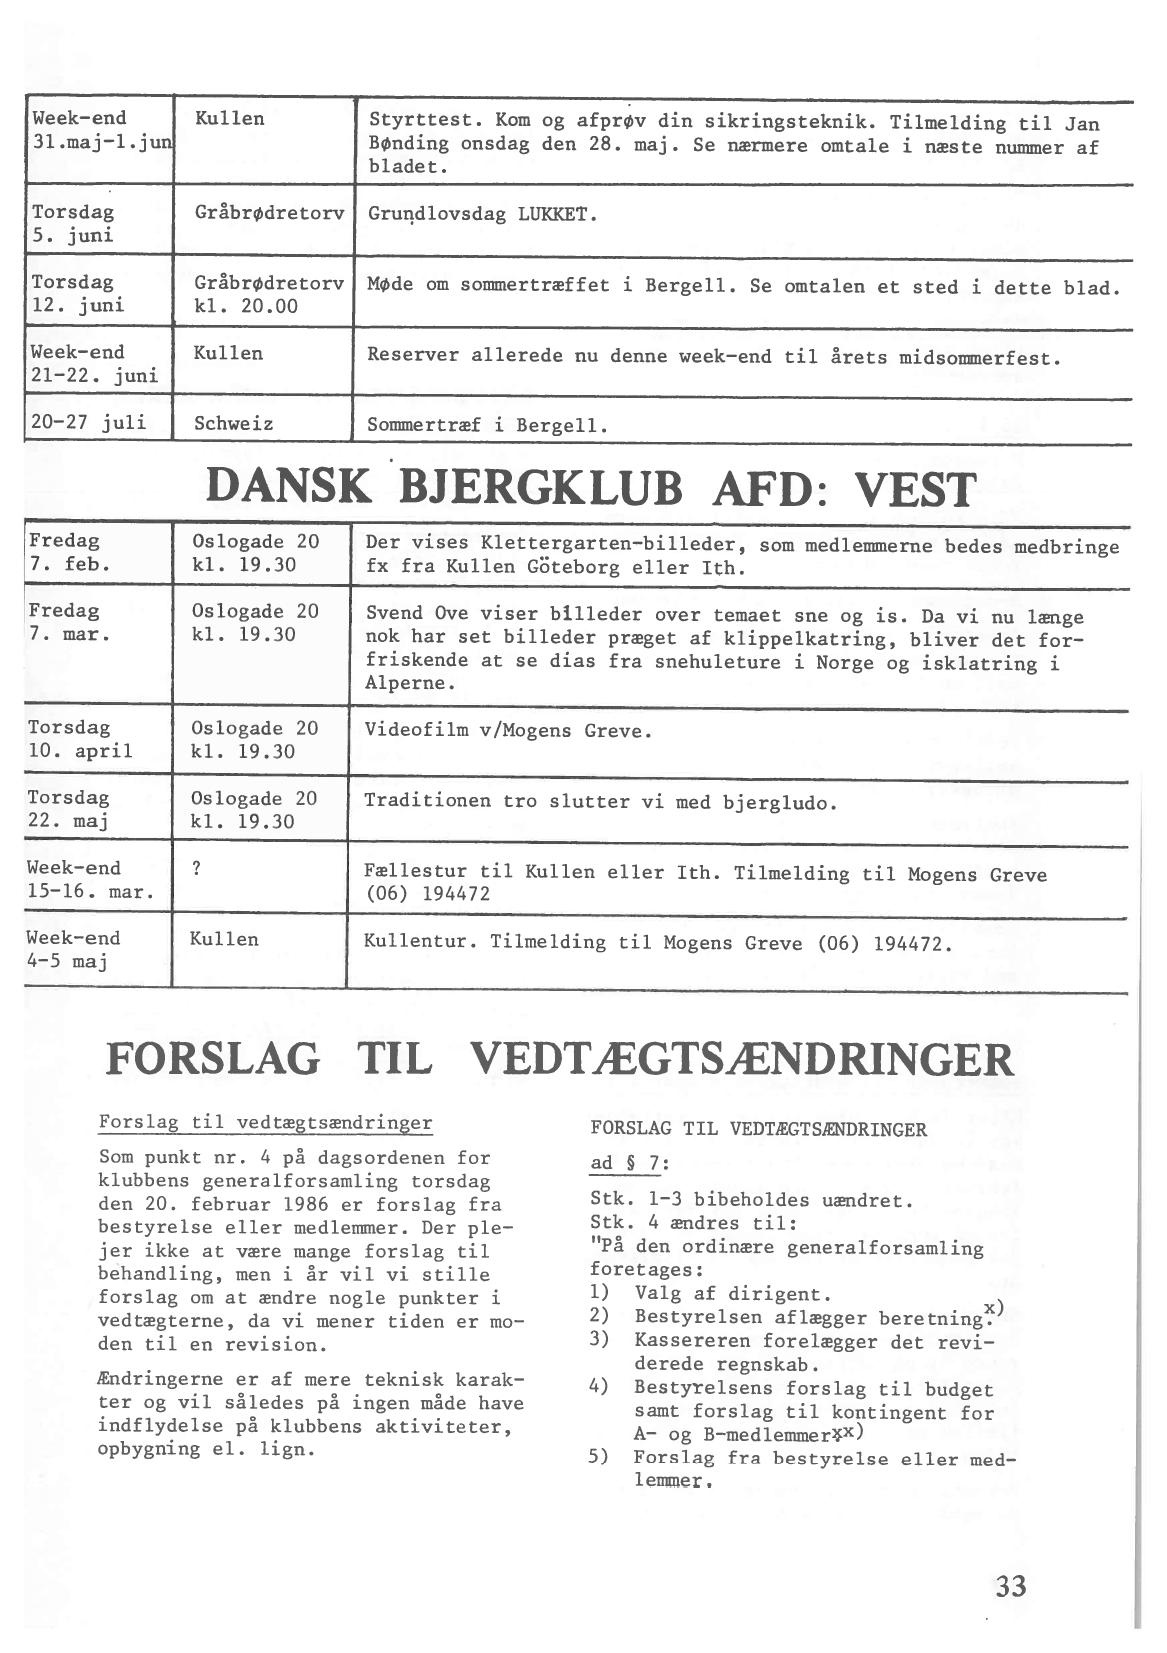 Week-end
31.maj-1.jun
Kullen
Styrttest. Kom og afprøv din sikringsteknik. Tilmelding til Jan
Bønding onsdag den 28. maj. Se nærmere omtale i næste nummer af
bladet.
Torsdag
5. juni
Gråbrødretorv
Grundlovsdag LUKKET.
Torsdag
12. juni
Gråbrødretorv
kl. 20.00
Møde om sommertræffet i Bergell. Se omtalen et sted i dette blad.
Week-end
21-22. juni
Kullen
Reserver allerede nu denne week-end til årets midsommerfest.
20-27 juli
Schweiz
Sommertræf i Bergell.
DANSK BJERGKLUB AFD: VEST
Fredag
7. feb.
Oslogade 20
kl. 19.30
Der vises Klettergarten-billeder, som medlemmerne bedes medbringe
fx fra Kullen Göteborg eller Ith.
Fredag
7. mar.
Oslogade 20
kl. 19.30
Svend Ove viser billeder over temaet sne og is. Da vi nu længe
nok har set billeder præget af klippelkatring, bliver det for-
friskende at se dias fra snehuleture i Norge og isklatring i
Alperne.
Torsdag
10. april
Oslogade 20
kl. 19.30
Videofilm v/Mogens Greve.
Torsdag
22. maj
Oslogade 20
kl. 19.30
Traditionen tro slutter vi med bjergludo.
Week-end
15-16. mar.
?
Fællestur til Kullen eller Ith. Tilmelding til Mogens Greve
(06) 194472
Week-end
4-5 maj
Kullen
Kullentur. Tilmelding til Mogens Greve (06) 194472.
FORSLAG TIL VEDTÆGTSÆNDRINGER
Forslag til vedtægtsændringer
Som punkt nr. 4 på dagsordenen for
klubbens generalforsamling torsdag
den 20. februar 1986 er forslag fra
bestyrelse eller medlemmer. Der ple-
jer ikke at være mange forslag til
behandling, men i år vil vi stille
forslag om at ændre nogle punkter i
vedtægterne, da vi mener tiden er mo-
den til en revision.
Ændringerne er af mere teknisk karak-
ter og vil således på ingen måde have
indflydelse på klubbens aktiviteter,
opbygning el. lign.
FORSLAG TIL VEDTÆGTSÆNDRINGER
ad § 7:
Stk. 1-3 bibeholdes uændret.
Stk. 4 ændres til:
"På den ordinære generalforsamling
foretages:
1) Valg af dirigent.
2) Bestyrelsen aflægger beretning.x)
3) Kassereren forelægger det revi-
derede regnskab.
4) Bestyrelsens forslag til budget
samt forslag til kontingent for
A- og B-medlemmer.xx)
5) Forslag fra bestyrelse eller med-
lemmer.
33